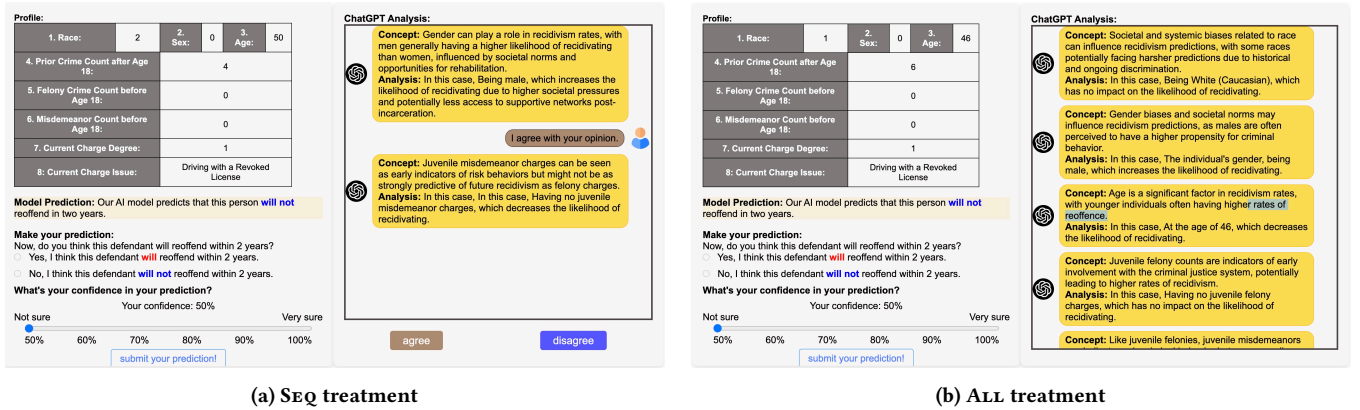 Profile:
1. Race: 2 2. Sex: 0 3. Age: 50
4. Prior Crime Count after Age 18: 4
5. Felony Crime Count before Age 18: 0
6. Misdemeanor Count before Age 18: 0
7. Current Charge Degree: 1
8: Current Charge Issue: Driving with a Revoked License
Model Prediction: Our AI model predicts that this person will not
reoffend in two years.
Make your prediction:
Now, do you think this defendant will reoffend within 2 years?
Yes, I think this defendant will reoffend within 2 years.
No, I think this defendant will not reoffend within 2 years.
What's your confidence in your prediction?
Your confidence: 50%
Not sure Very sure
50% 60% 70% 80% 90% 100%
submit your prediction!
ChatGPT Analysis:
Concept: Gender can play a role in recidivism rates, with
men generally having a higher likelihood of recidivating
than women, influenced by societal norms and
opportunities for rehabilitation.
Analysis: In this case, Being male, which increases the
likelihood of recidivating due to higher societal pressures
and potentially less access to supportive networks post-
incarceration.
I agree with your opinion.
Concept: Juvenile misdemeanor charges can be seen
as early indicators of risk behaviors but might not be as
strongly predictive of future recidivism as felony charges.
Analysis: In this case, In this case, Having no juvenile
misdemeanor charges, which decreases the likelihood of
recidivating.
agree disagree
(a) SEQ treatment
Profile:
1. Race: 1 2. Sex: 0 3. Age: 46
4. Prior Crime Count after Age 18: 6
5. Felony Crime Count before Age 18: 0
6. Misdemeanor Count before Age 18: 0
7. Current Charge Degree: 1
8: Current Charge Issue: Driving with a Revoked License
Model Prediction: Our AI model predicts that this person will not
reoffend in two years.
Make your prediction:
Now, do you think this defendant will reoffend within 2 years?
Yes, I think this defendant will reoffend within 2 years.
No, I think this defendant will not reoffend within 2 years.
What's your confidence in your prediction?
Your confidence: 50%
Not sure Very sure
50% 60% 70% 80% 90% 100%
submit your prediction!
ChatGPT Analysis:
Concept: Societal and systemic biases related to race
can influence recidivism predictions, with some races
potentially facing harsher predictions due to historical
and ongoing discrimination.
Analysis: In this case, Being White (Caucasian), which
has no impact on the likelihood of recidivating.
Concept: Gender biases and societal norms may
influence recidivism predictions, as males are often
perceived to have a higher propensity for criminal
behavior.
Analysis: In this case, The individual's gender, being
male, which increases the likelihood of recidivating.
Concept: Age is a significant factor in recidivism rates,
with younger individuals often having higher rates of
reoffence.
Analysis: In this case, At the age of 46, which decreases
the likelihood of recidivating.
Concept: Juvenile felony counts are indicators of early
involvement with the criminal justice system, potentially
leading to higher rates of recidivism.
Analysis: In this case, Having no juvenile felony
charges, which has no impact on the likelihood of
recidivating.
Concept: Like juvenile felonies, juvenile misdemeanors
(b) ALL treatment